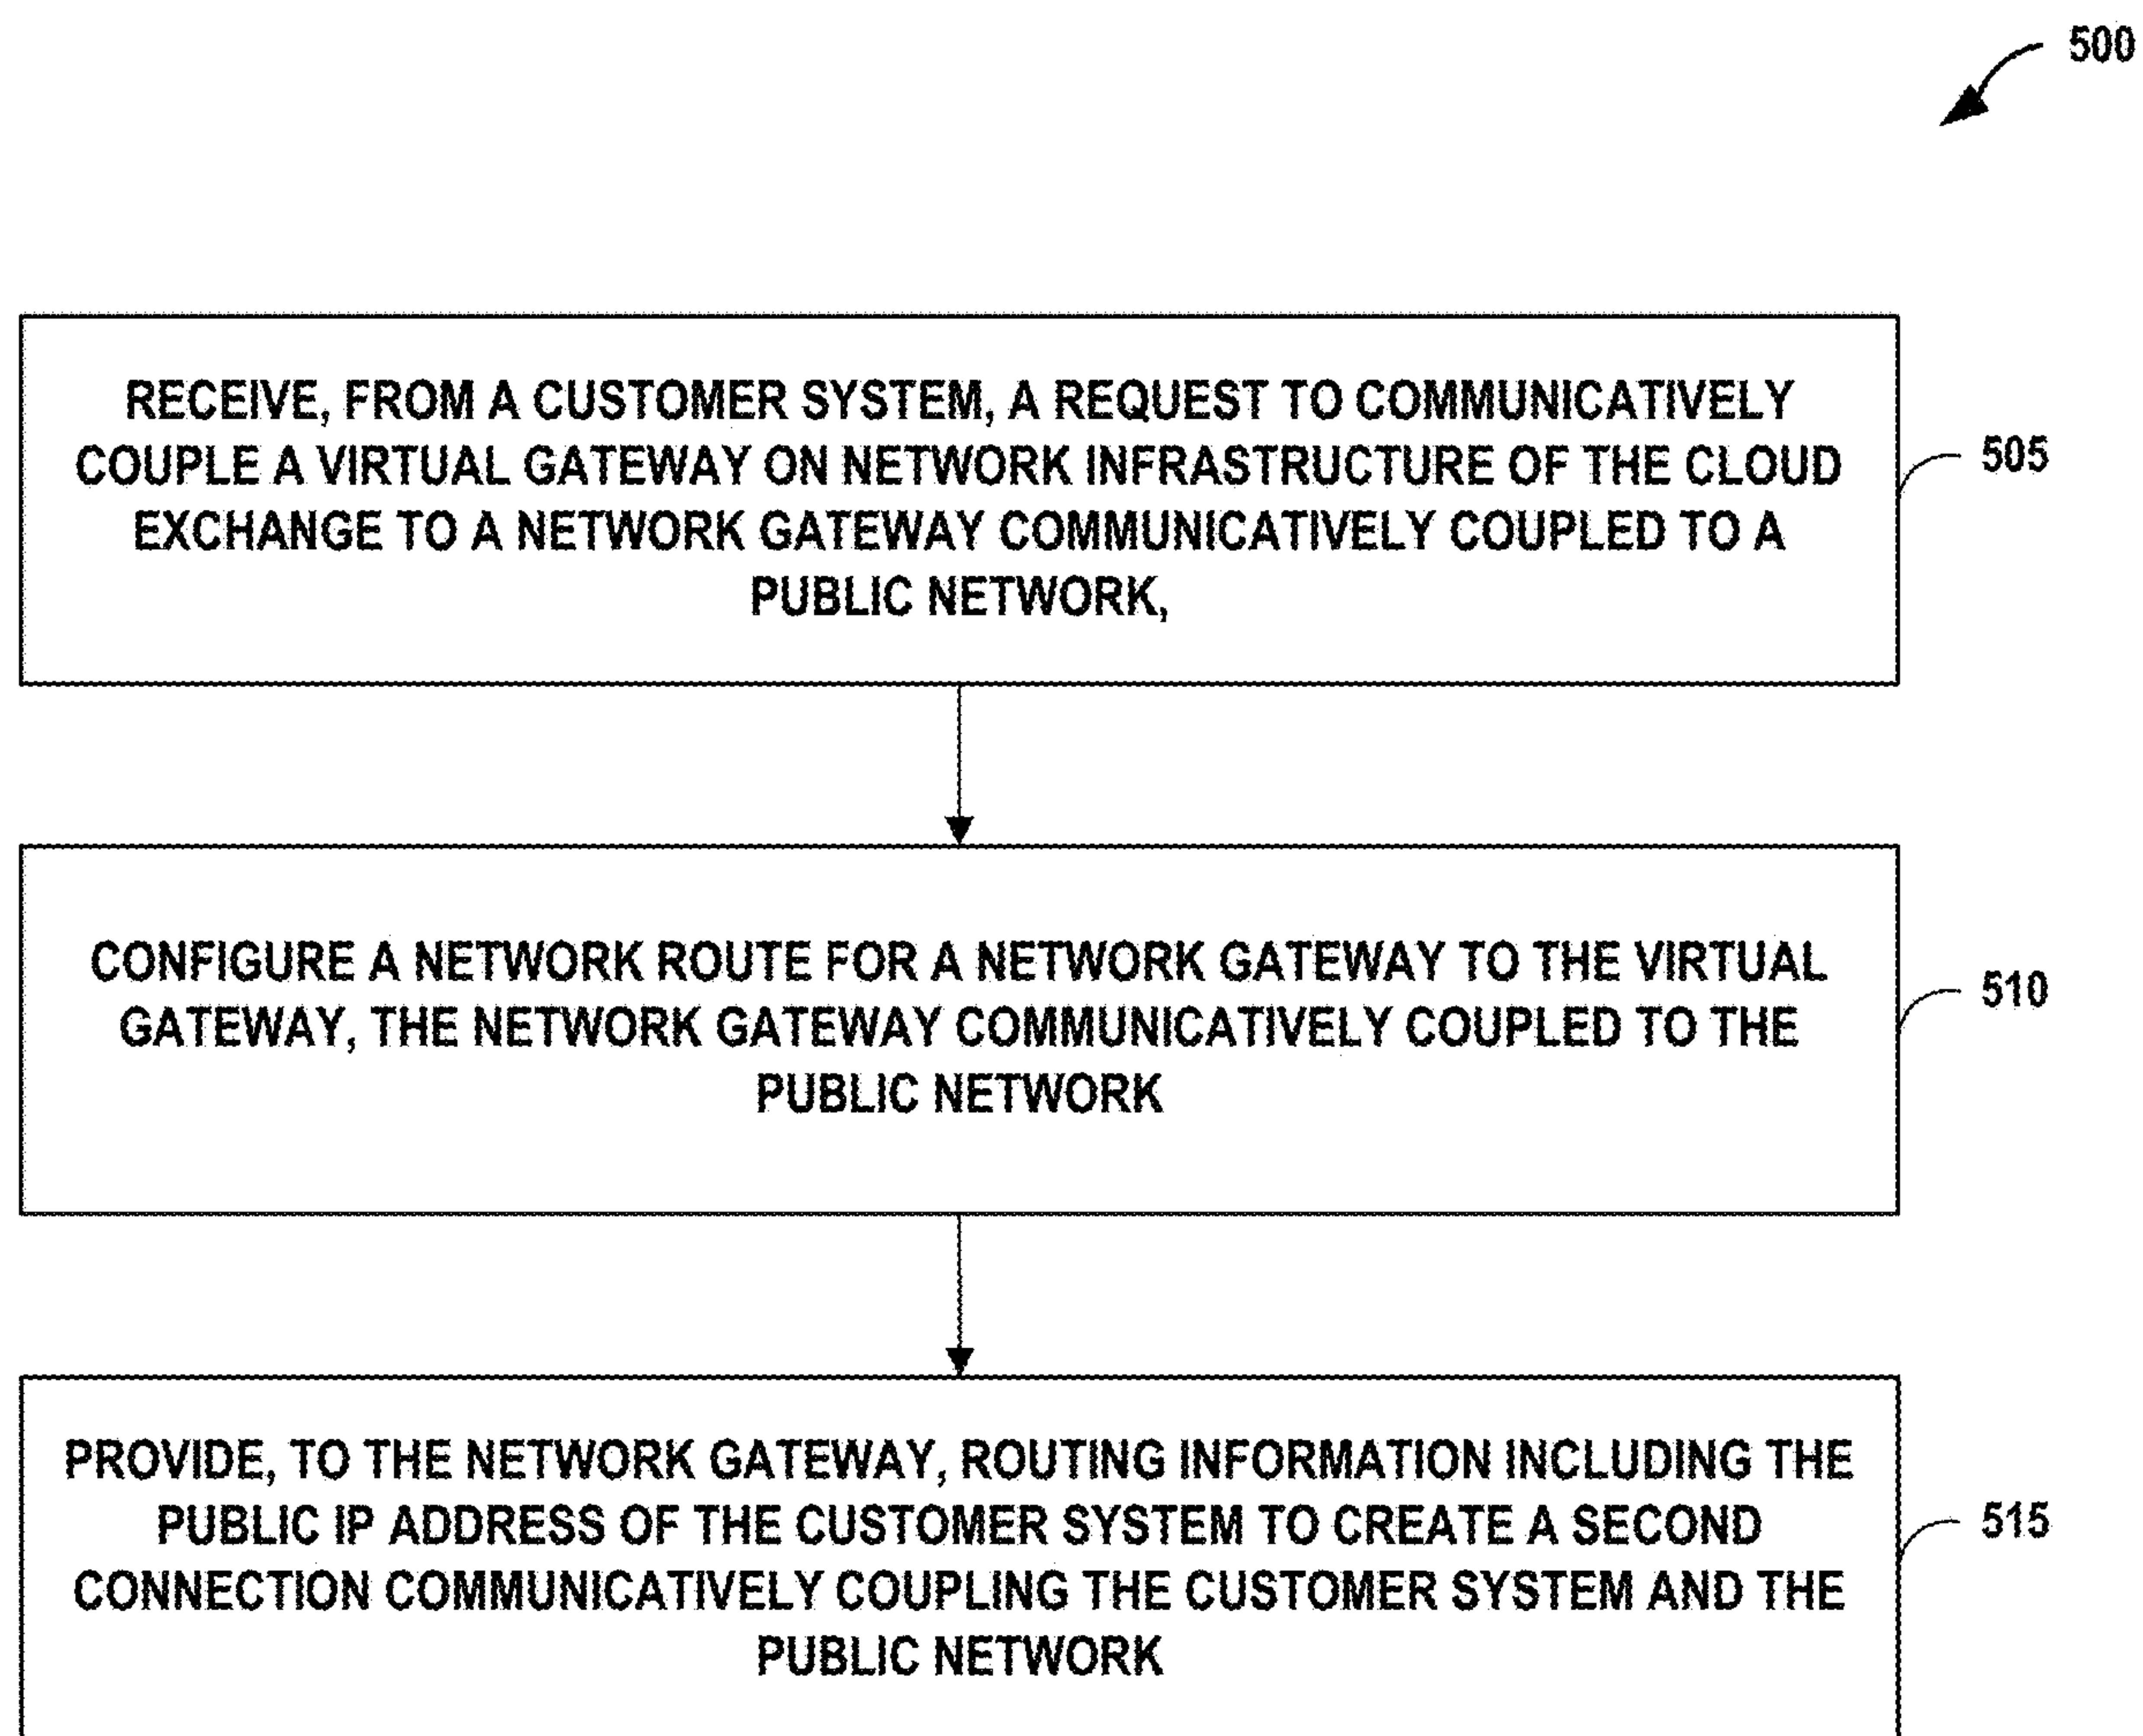 500
RECEIVE, FROM A CUSTOMER SYSTEM, A REQUEST TO COMMUNICATIVELY
COUPLE A VIRTUAL GATEWAY ON NETWORK INFRASTRUCTURE OF THE CLOUD
EXCHANGE TO A NETWORK GATEWAY COMMUNICATIVELY COUPLED TO A
PUBLIC NETWORK,
505
CONFIGURE A NETWORK ROUTE FOR A NETWORK GATEWAY TO THE VIRTUAL
GATEWAY, THE NETWORK GATEWAY COMMUNICATIVELY COUPLED TO THE
PUBLIC NETWORK
510
PROVIDE, TO THE NETWORK GATEWAY, ROUTING INFORMATION INCLUDING THE
PUBLIC IP ADDRESS OF THE CUSTOMER SYSTEM TO CREATE A SECOND
CONNECTION COMMUNICATIVELY COUPLING THE CUSTOMER SYSTEM AND THE
PUBLIC NETWORK
515